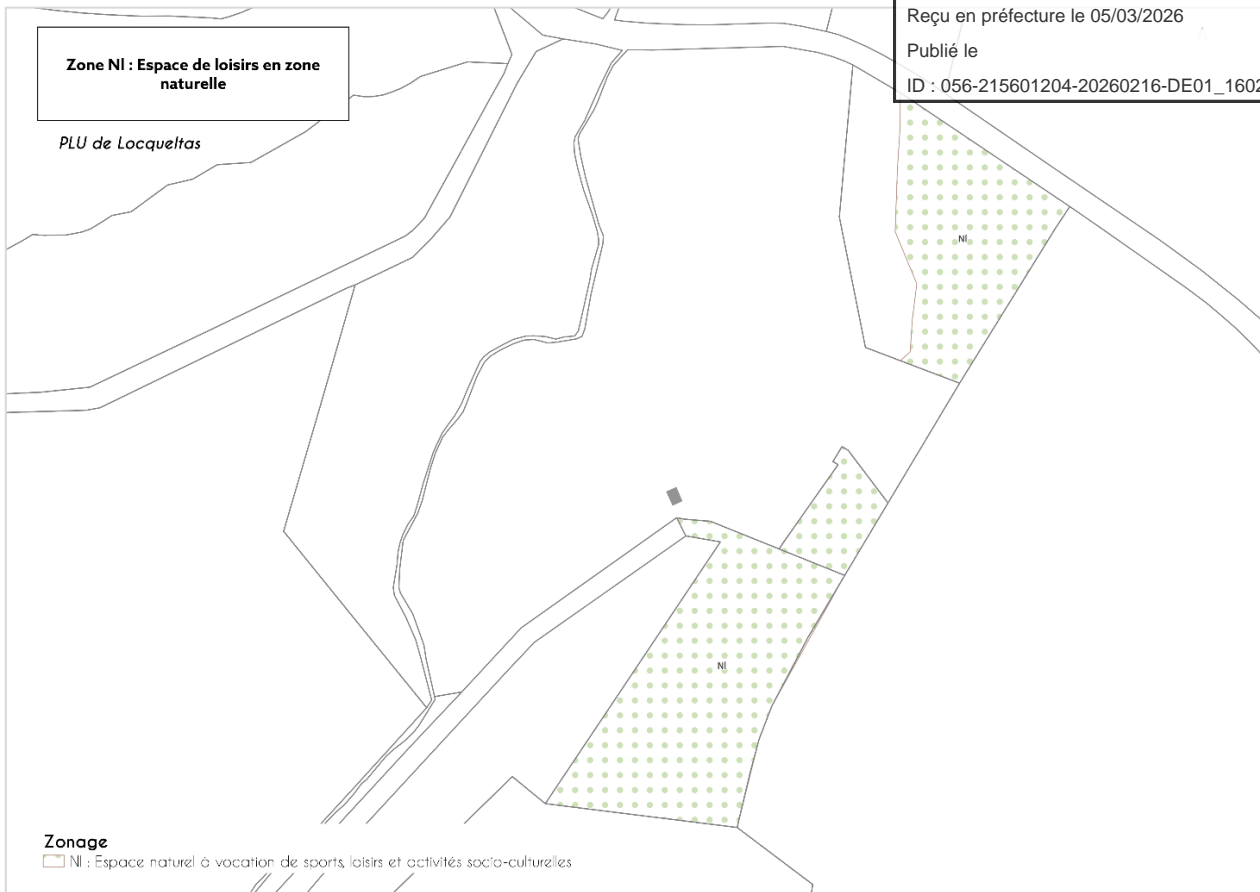 Reçu en préfecture le 05/03/2026
Publié le
ID : 056-215601204-20260216-DE01_1602
Zone Nl : Espace de loisirs en zone
naturelle
PLU de Locqueltas
Nl
Nl
Zonage
Nl : Espace naturel à vocation de sports, loisirs et activités socio-culturelles